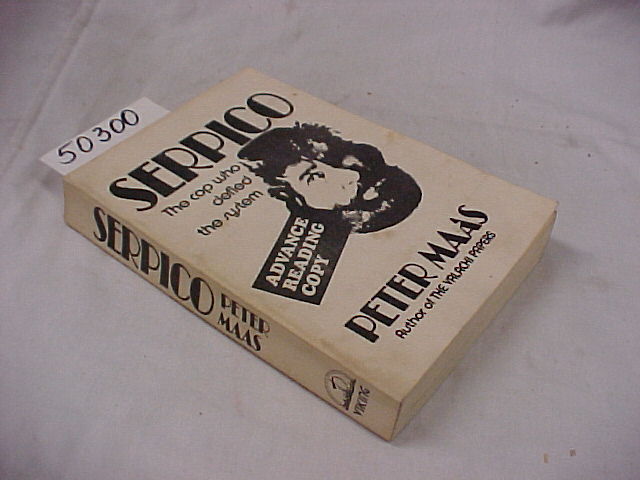 50300
SERPICO
The cop who
defied
the system
ADVANCE
READING
COPY
PETER MAAS
Author of THE VALACHI PAPERS
SERPICO
PETER
MAAS
VIKING